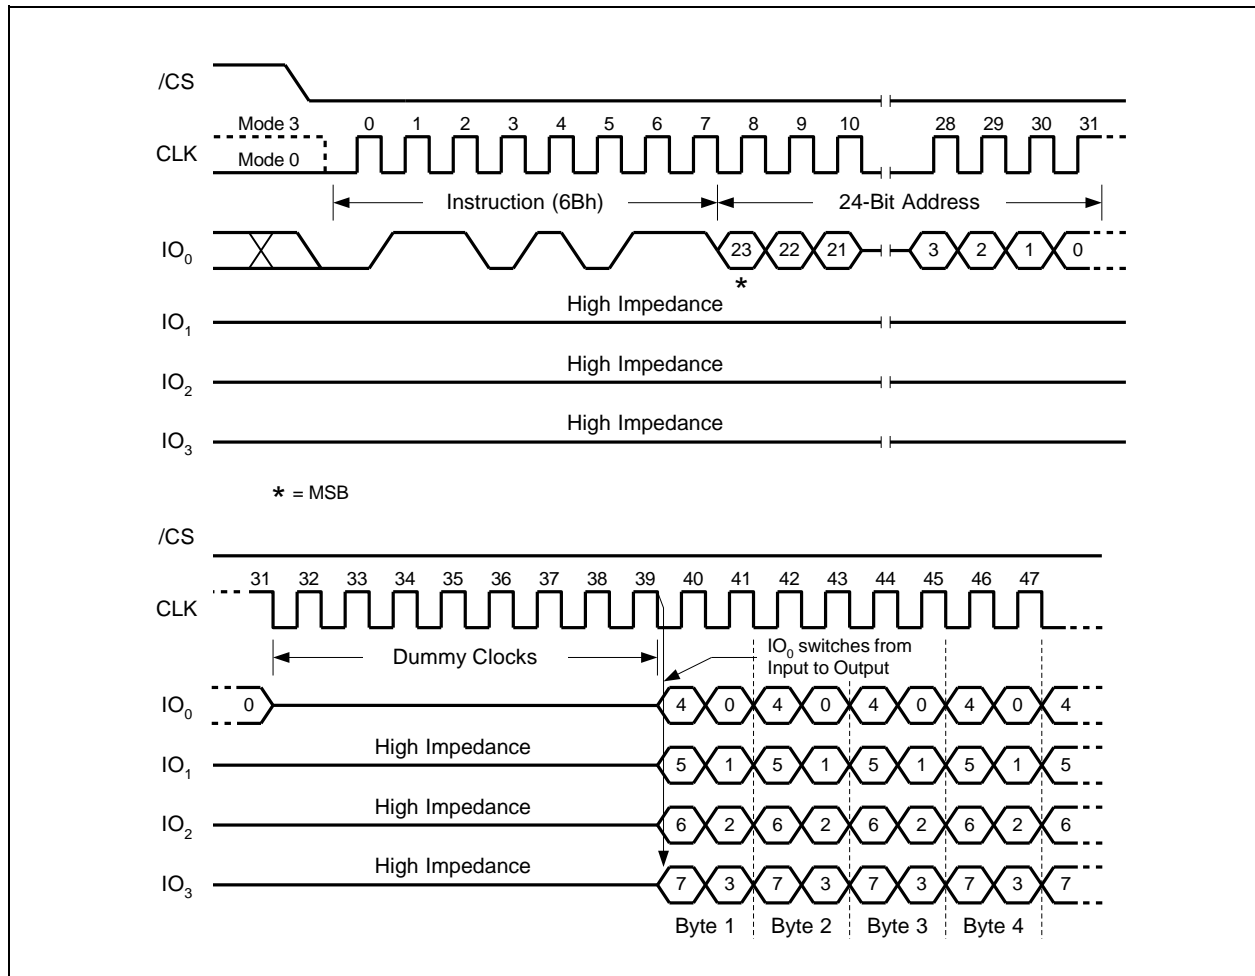 /CS
Mode 3 0 1 2 3 4 5 6 7 8 9 10 28 29 30 31
CLK
Mode 0
Instruction (6Bh) 24-Bit Address
IO0 23 22 21 3 2 1 0
*
High Impedance
IO1
High Impedance
IO2
High Impedance
IO3
* = MSB
/CS
31 32 33 34 35 36 37 38 39 40 41 42 43 44 45 46 47
CLK
Dummy Clocks
IO0 switches from
Input to Output
IO0 0 4 0 4 0 4 0 4 0 4
High Impedance
IO1 5 1 5 1 5 1 5 1 5
High Impedance
IO2 6 2 6 2 6 2 6 2 6
High Impedance
IO3 7 3 7 3 7 3 7 3 7
Byte 1 Byte 2 Byte 3 Byte 4